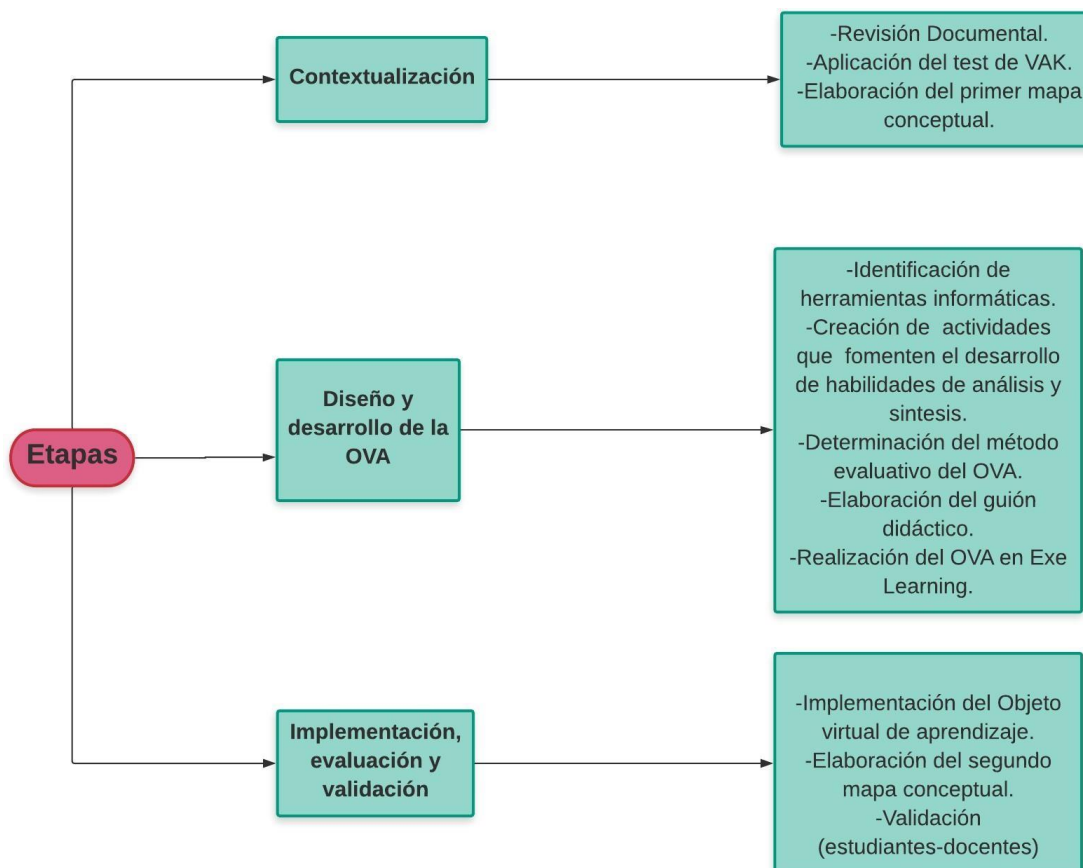 Etapas
Contextualización
-Revisión Documental.
-Aplicación del test de VAK.
-Elaboración del primer mapa
conceptual.
Diseño y
desarrollo de la
OVA
-Identificación de
herramientas informáticas.
-Creación de  actividades
que  fomenten el desarrollo
de habilidades de análisis y
sintesis.
-Determinación del método
evaluativo del OVA.
-Elaboración del guión
didáctico.
-Realización del OVA en Exe
Learning.
Implementación,
evaluación y
validación
-Implementación del Objeto
virtual de aprendizaje.
-Elaboración del segundo
mapa conceptual.
-Validación
(estudiantes-docentes)